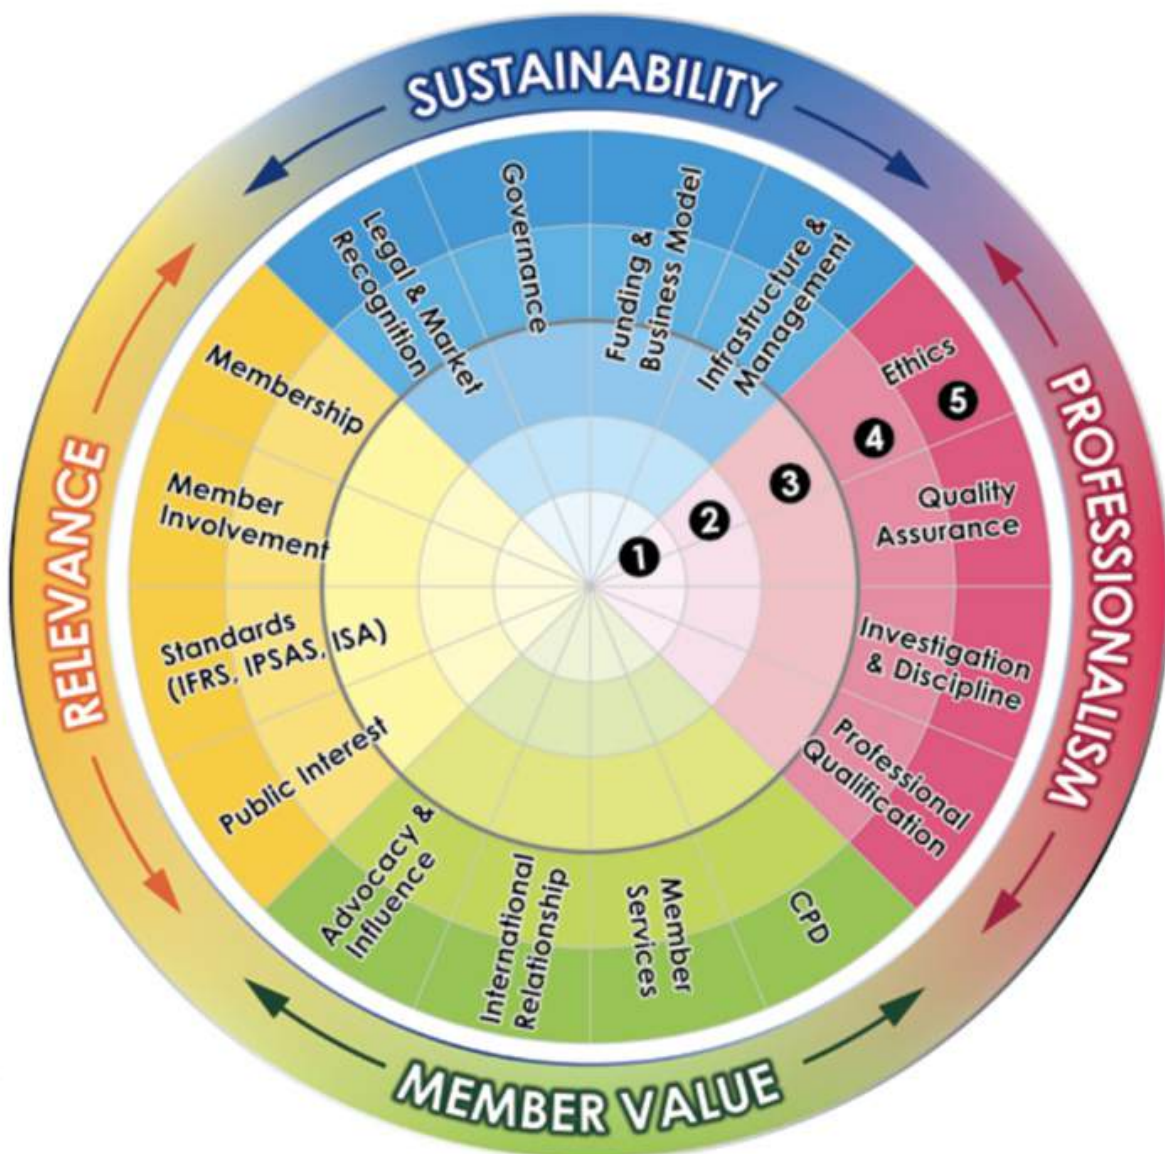 SUSTAINABILITY
Legal & Market
Recognition
Governance
Funding &
Business Model
Infrastructure &
Management
PROFESSIONALISM
Ethics
5
4
3
2
1
Quality
Assurance
Investigation
& Discipline
Professional
Qualification
CPD
Member
Services
International
Relationship
Advocacy &
Influence
MEMBER VALUE
Public Interest
Standards
(IFRS, IPSAS, ISA)
Member
Involvement
Membership
RELEVANCE